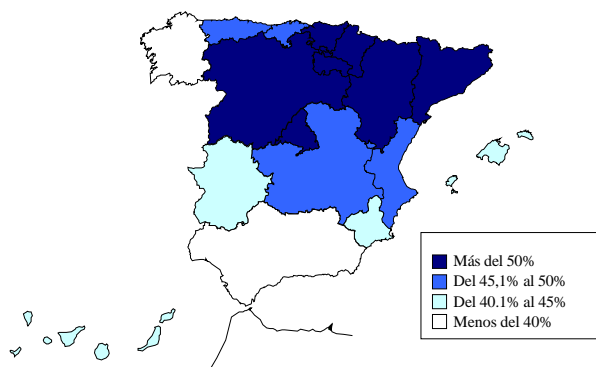 Más del 50%
Del 45,1% al 50%
Del 40.1% al 45%
Menos del 40%